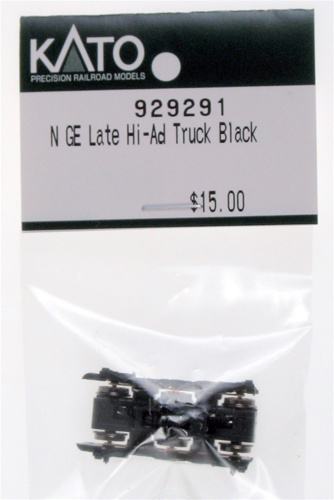 KATO
PRECISION RAILROAD MODELS
929291
N GE Late Hi-Ad Truck Black
$15.00